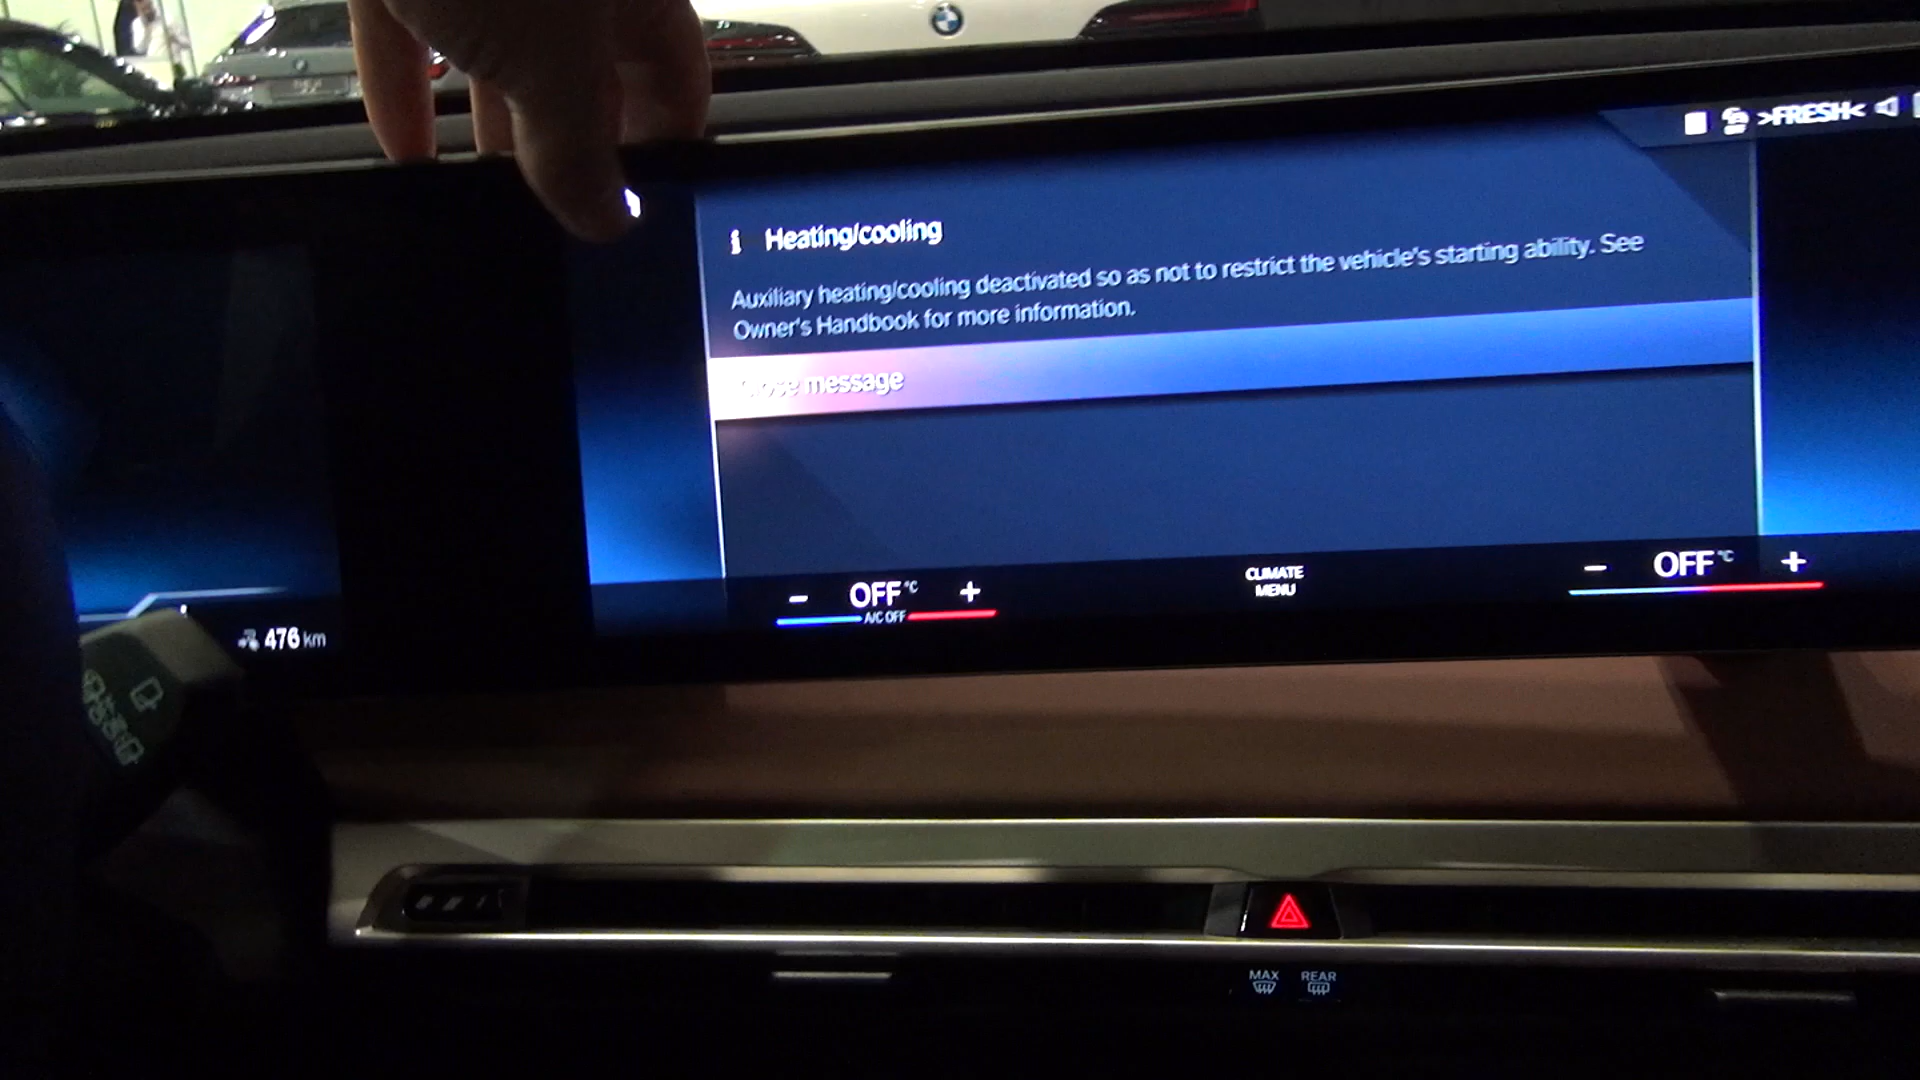 >FRESH<
i Heating/cooling
Auxiliary heating/cooling deactivated so as not to restrict the vehicle's starting ability. See
Owner's Handbook for more information.
Close message
- OFF °C +
A/C OFF
CLIMATE
MENU
- OFF °C +
476 km
MAX
REAR